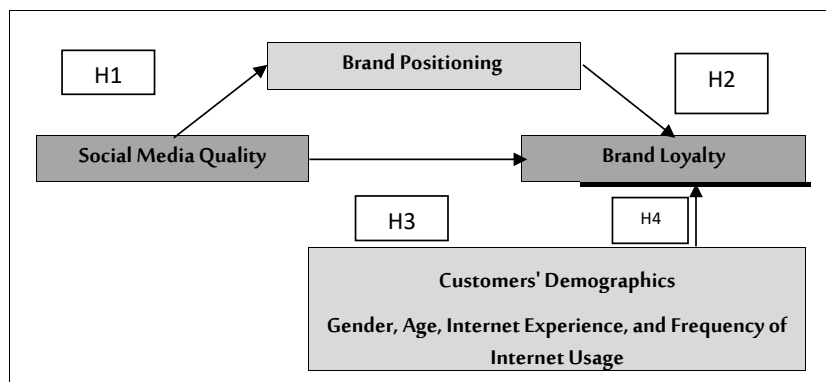 Brand Positioning
H1
H2
Social Media Quality
Brand Loyalty
H3
H4
Customers' Demographics
Gender, Age, Internet Experience, and Frequency of
Internet Usage